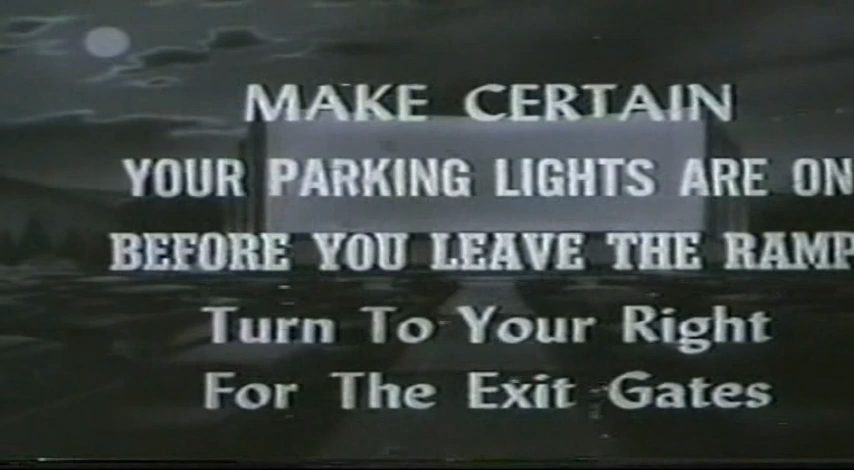 MAKE CERTAIN
YOUR PARKING LIGHTS ARE ON
BEFORE YOU LEAVE THE RAMP
Turn To Your Right
For The Exit Gates